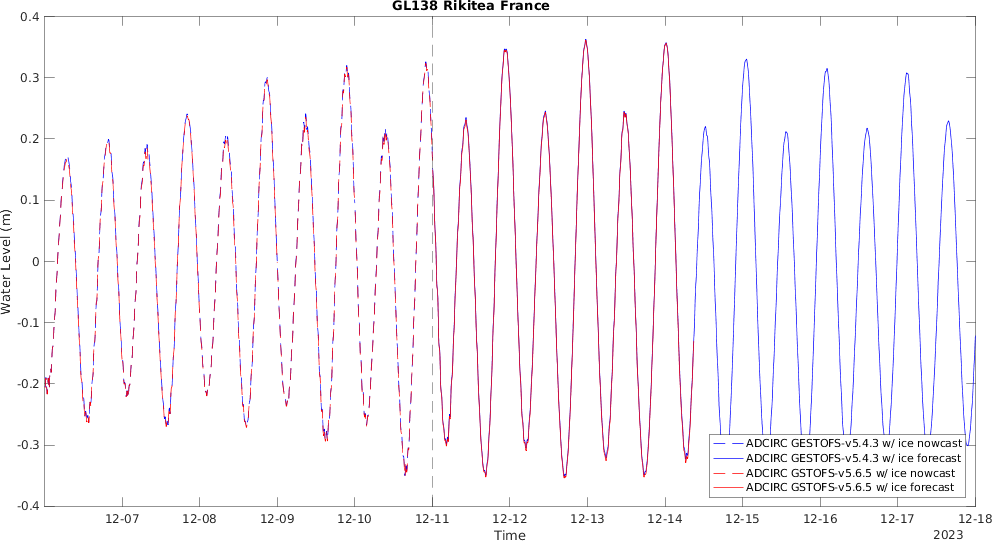 GL138 Rikitea France
0.4
0.3
0.2
0.1
0
-0.1
-0.2
-0.3
-0.4
Water Level (m)
12-07 12-08 12-09 12-10 12-11 12-12 12-13 12-14 12-15 12-16 12-17 12-18
Time
2023
ADCIRC GESTOFS-v5.4.3 w/ ice nowcast
ADCIRC GESTOFS-v5.4.3 w/ ice forecast
ADCIRC GSTOFS-v5.6.5 w/ ice nowcast
ADCIRC GSTOFS-v5.6.5 w/ ice forecast